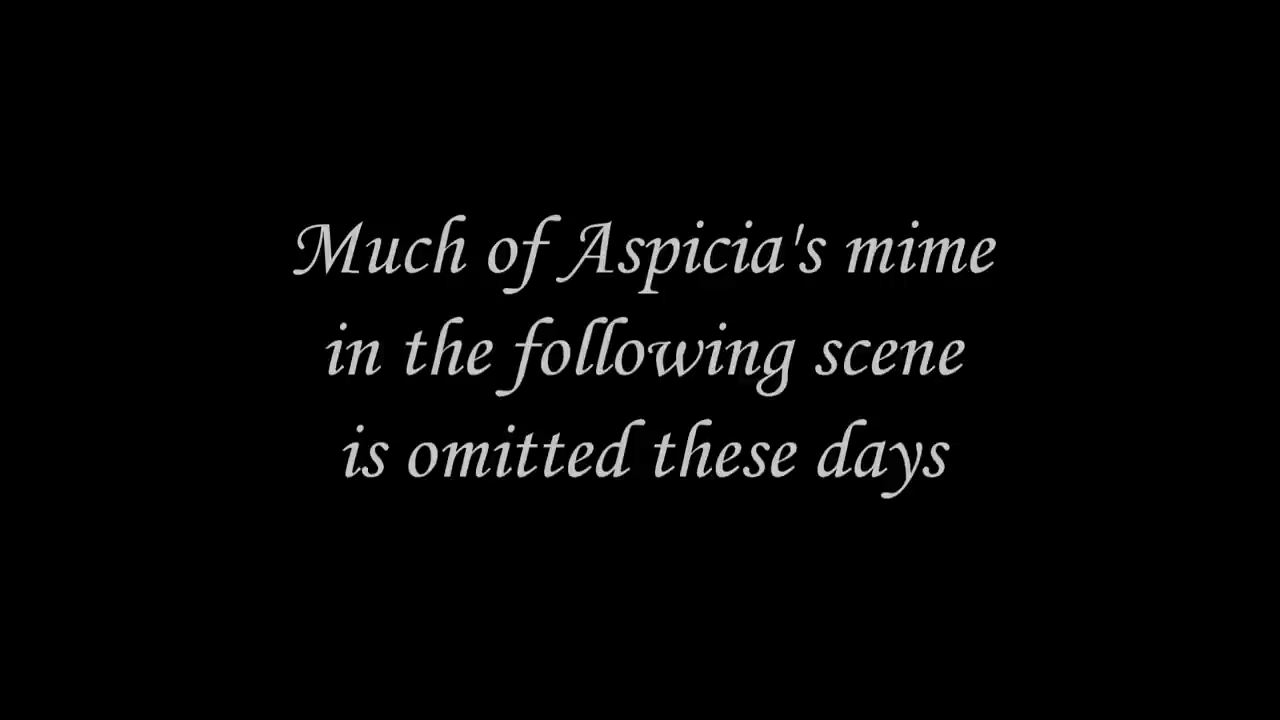 Much of Aspicia's mime
in the following scene
is omitted these days